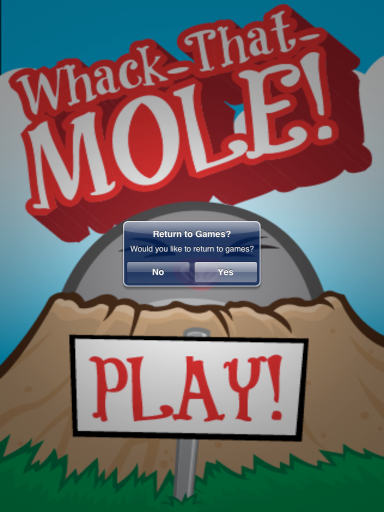 Whack-That-
MOLE!
Return to Games?
Would you like to return to games?
No Yes
PLAY!